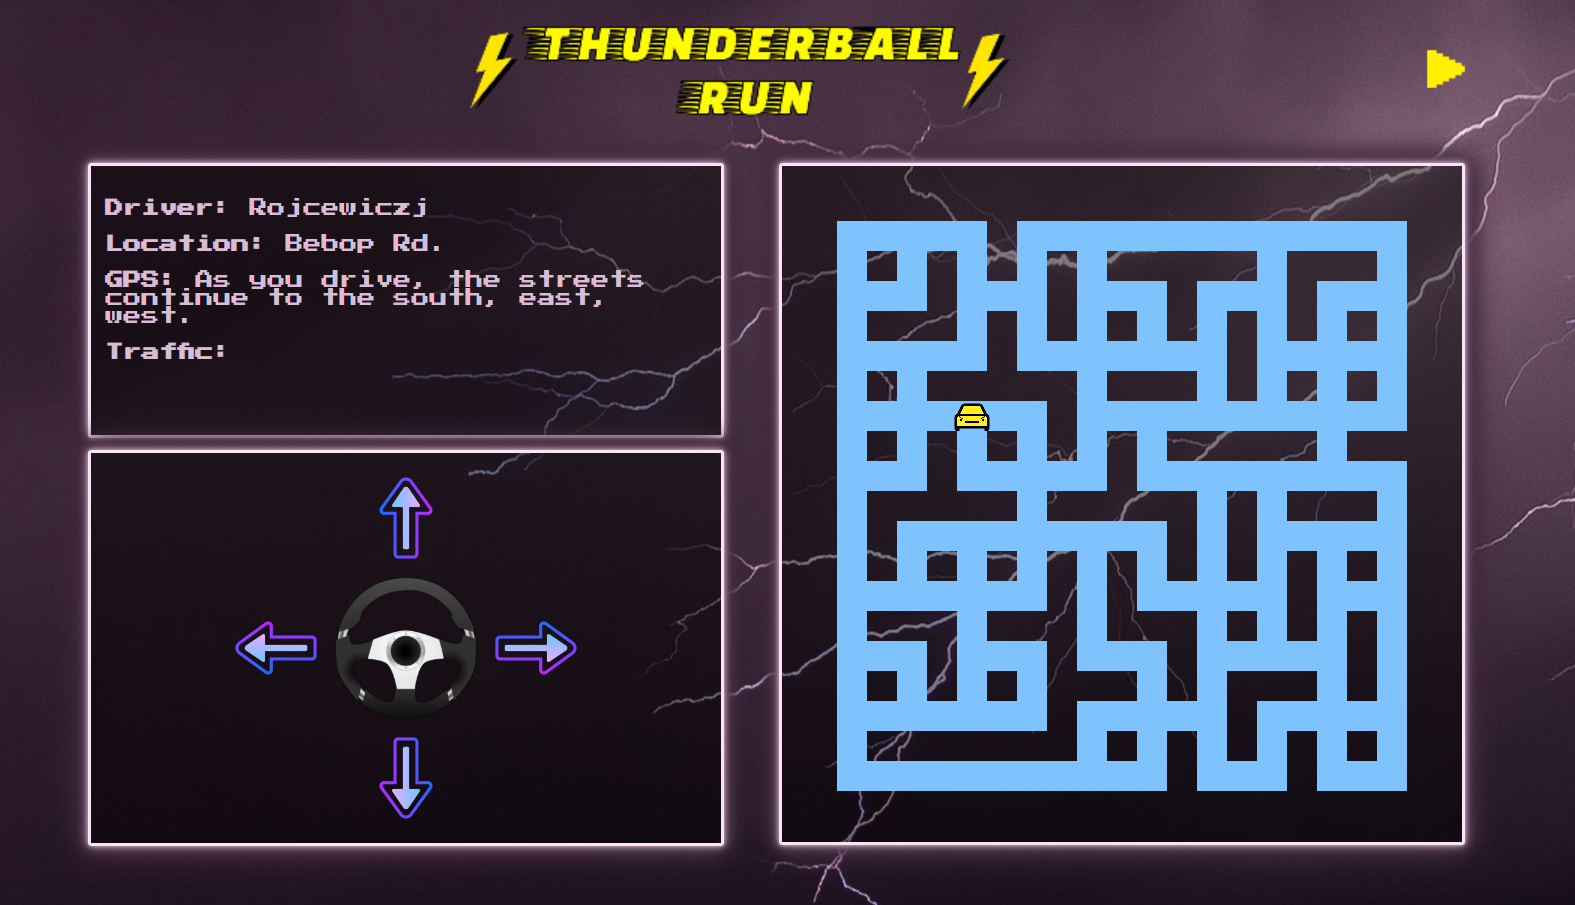 THUNDERBALL
RUN
Driver: Rojcewiczj
Location: Bebop Rd.
GPS: As you drive, the streets
continue to the south, east,
west.
Traffic: